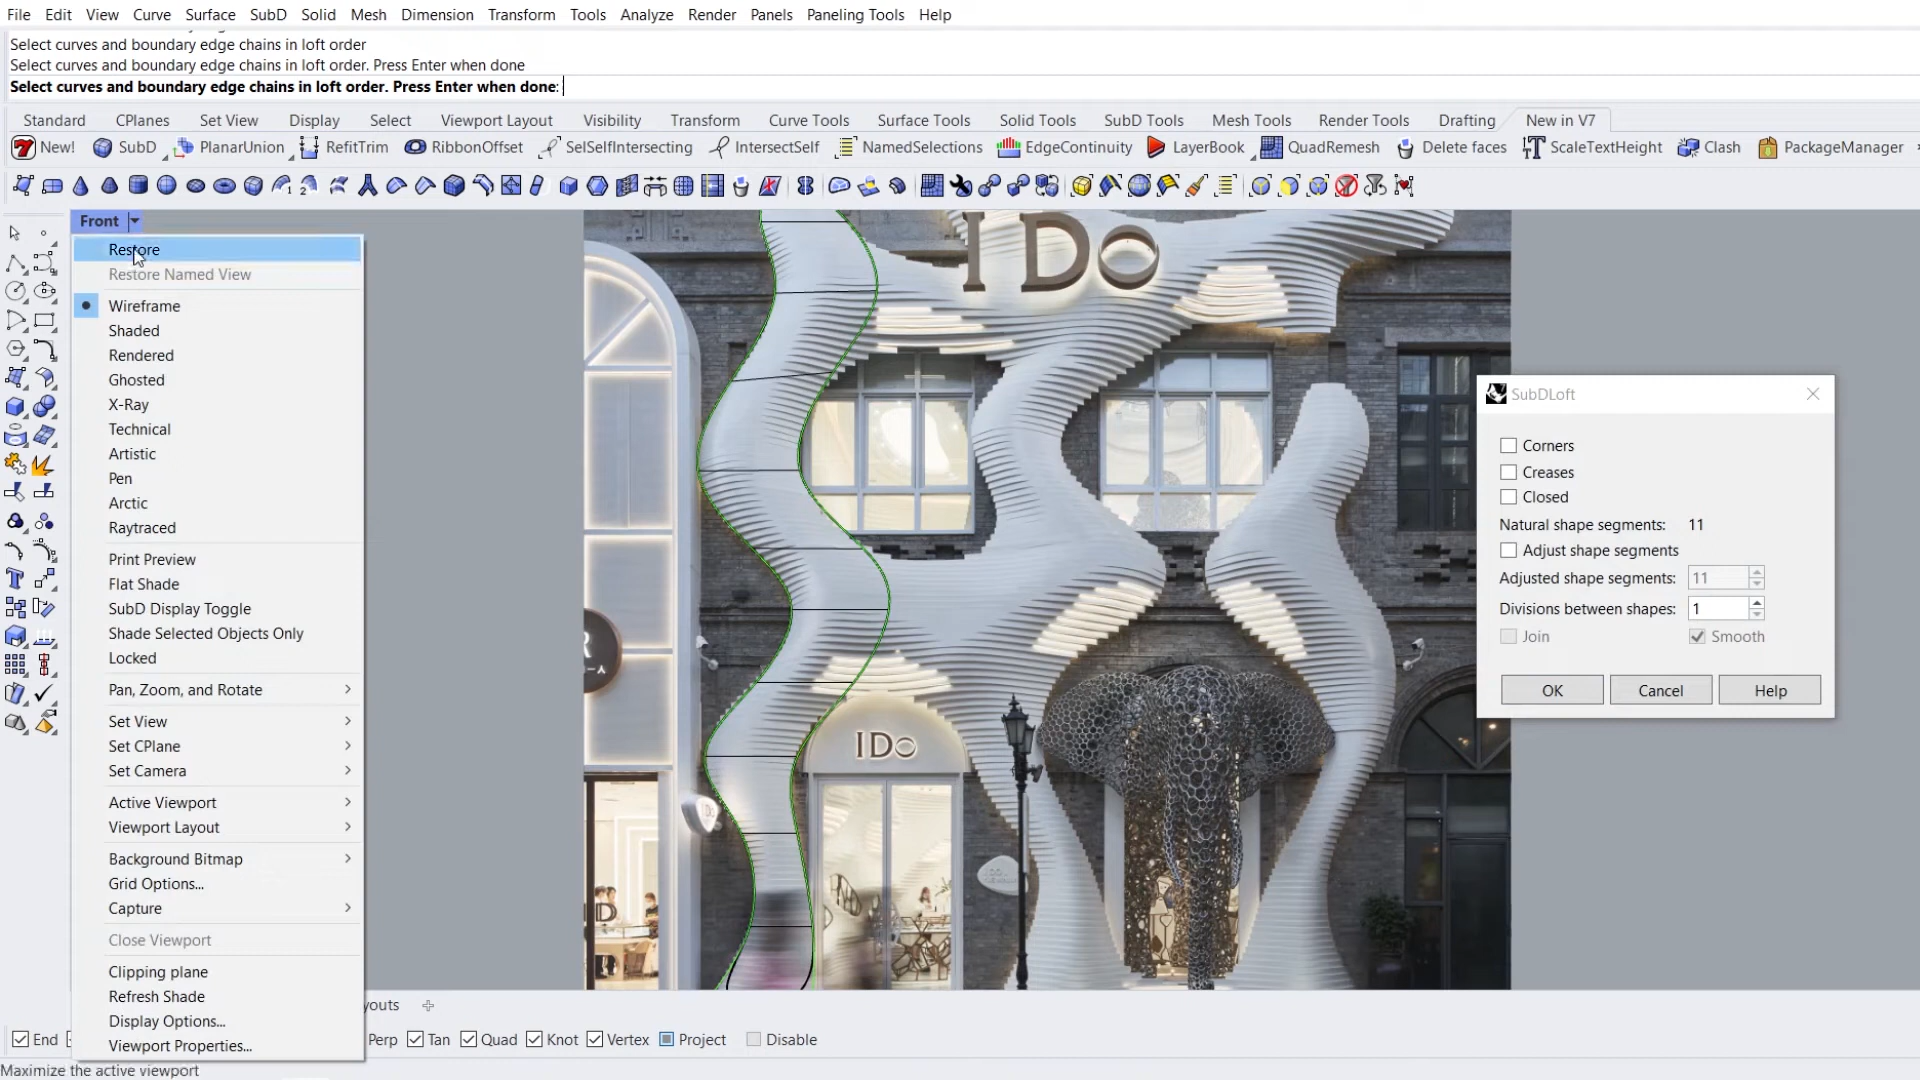 File Edit View Curve Surface SubD Solid Mesh Dimension Transform Tools Analyze Render Panels Paneling Tools Help
Select curves and boundary edge chains in loft order
Select curves and boundary edge chains in loft order. Press Enter when done
Select curves and boundary edge chains in loft order. Press Enter when done:
Standard CPlanes Set View Display Select Viewport Layout Visibility Transform Curve Tools Surface Tools Solid Tools SubD Tools Mesh Tools Render Tools Drafting New in V7
New! SubD PlanarUnion RefitTrim RibbonOffset SelSelfIntersecting IntersectSelf NamedSelections EdgeContinuity LayerBook QuadRemesh Delete faces ScaleTextHeight Clash PackageManager
Front
Restore
Restore Named View
Wireframe
Shaded
Rendered
Ghosted
X-Ray
Technical
Artistic
Pen
Arctic
Raytraced
Print Preview
Flat Shade
SubD Display Toggle
Shade Selected Objects Only
Locked
Pan, Zoom, and Rotate
Set View
Set CPlane
Set Camera
Active Viewport
Viewport Layout
Background Bitmap
Grid Options...
Capture
Close Viewport
Clipping plane
Refresh Shade
Display Options...
Viewport Properties...
I Do
R
IDo
SubDLoft
Corners
Creases
Closed
Natural shape segments: 11
Adjust shape segments
Adjusted shape segments: 11
Divisions between shapes: 1
Join Smooth
OK Cancel Help
youts
End Perp Tan Quad Knot Vertex Project Disable
Maximize the active viewport